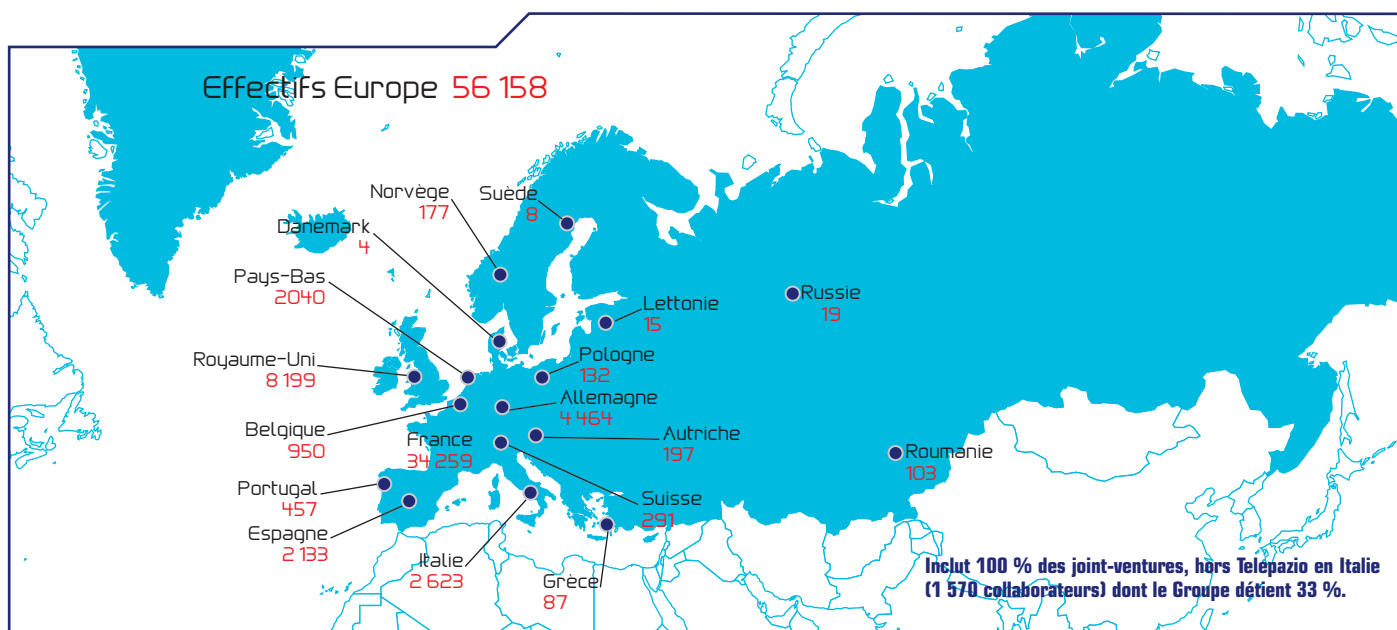 Effectifs Europe 56 158
Norvège
177
Suède
8
Danemark
4
Pays-Bas
2040
Lettonie
15
Russie
19
Royaume-Uni
8 199
Pologne
132
Allemagne
4 464
Belgique
950
France
34 259
Autriche
197
Roumanie
103
Portugal
457
Suisse
291
Espagne
2 133
Italie
2 623
Grèce
87
Inclut 100 % des joint-ventures, hors Telepazio en Italie
(1 570 collaborateurs) dont le Groupe détient 33 %.